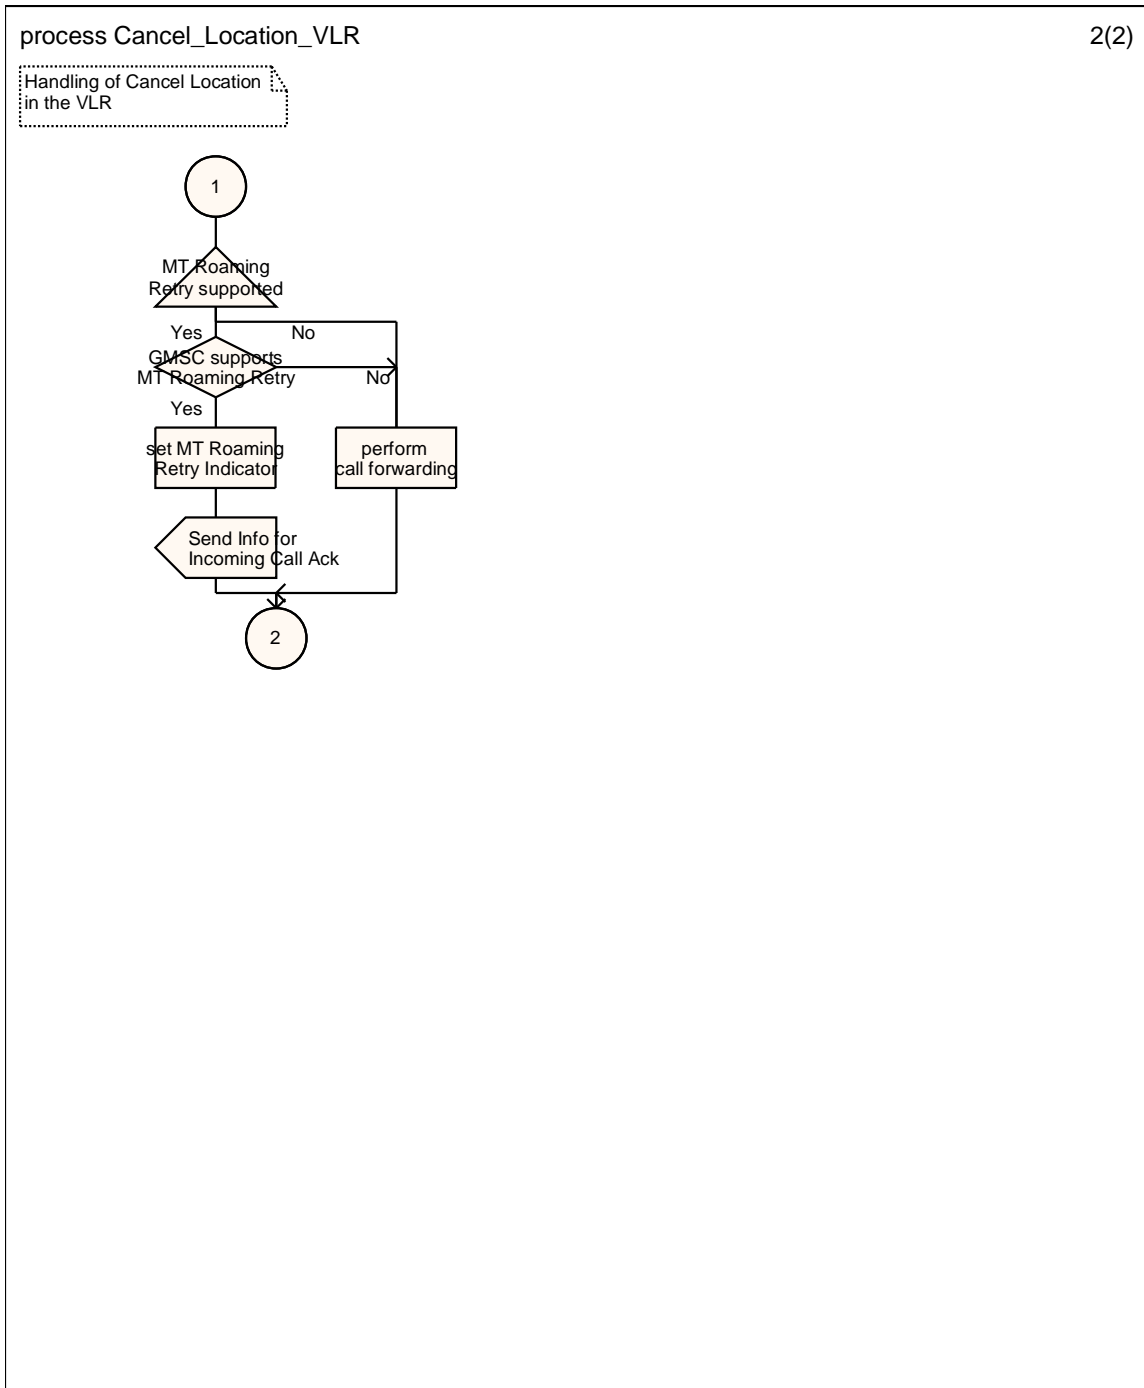 process Cancel_Location_VLR
2(2)
Handling of Cancel Location
in the VLR
1
MT Roaming
Retry supported
Yes
No
GMSC supports
MT Roaming Retry
No
Yes
set MT Roaming
Retry Indicator
perform
call forwarding
Send Info for
Incoming Call Ack
2